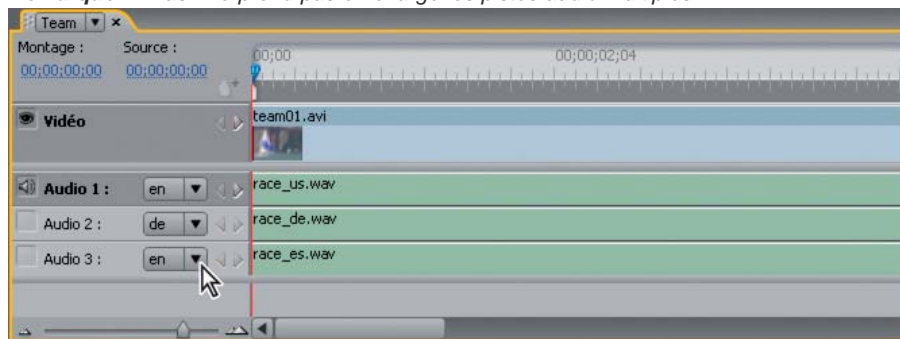 Team
Montage : Source :
00;00;00;00 00;00;00;00
00;00 00;00;02;04
Vidéo
team01.avi
Audio 1 : en
race_us.wav
Audio 2 : de
race_de.wav
Audio 3 : en
race_es.wav